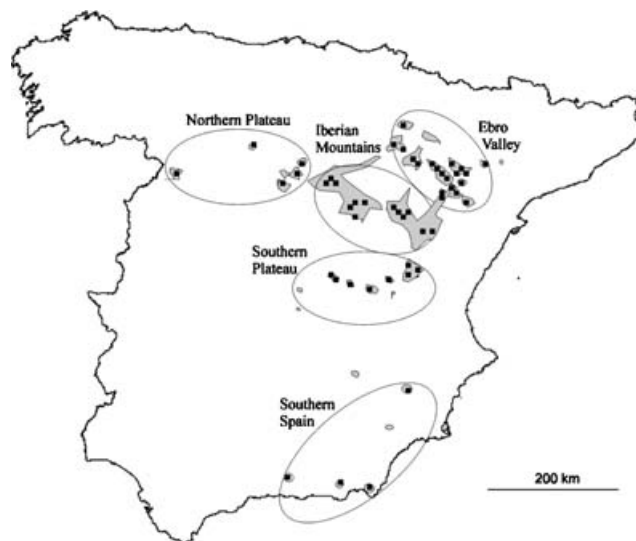 Northern Plateau
Iberian
Mountains
Ebro
Valley
Southern
Plateau
Southern
Spain
200 km